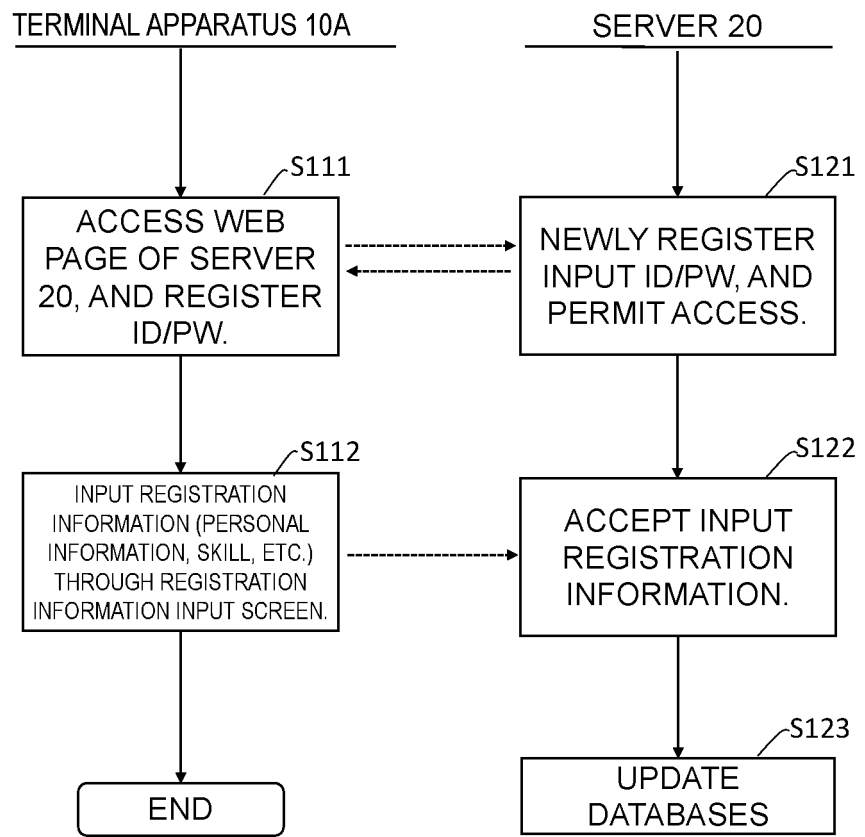 TERMINAL APPARATUS 10A
SERVER 20
S111
ACCESS WEB
PAGE OF SERVER
20, AND REGISTER
ID/PW.
S121
NEWLY REGISTER
INPUT ID/PW, AND
PERMIT ACCESS.
S112
INPUT REGISTRATION
INFORMATION (PERSONAL
INFORMATION, SKILL, ETC.)
THROUGH REGISTRATION
INFORMATION INPUT SCREEN.
S122
ACCEPT INPUT
REGISTRATION
INFORMATION.
END
S123
UPDATE
DATABASES